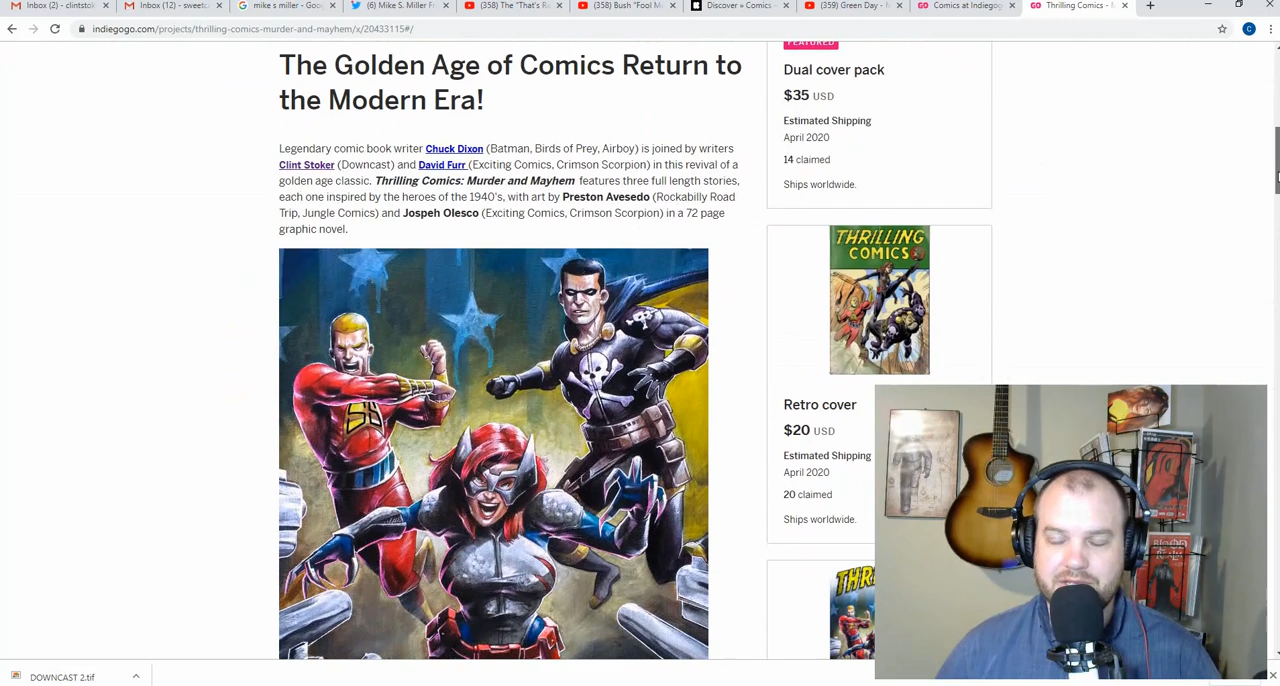 Inbox (2) - clintstok
Inbox (12) - sweetca
mike s miller - Goo
(6) Mike S. Miller Fr
(358) The "That's Ra
(358) Bush "Fool M
Discover » Comics –
(359) Green Day - M
Comics at Indiegog
Thrilling Comics - M
indiegogo.com/projects/thrilling-comics-murder-and-mayhem/x/20433115#/
C
The Golden Age of Comics Return to
the Modern Era!
Legendary comic book writer Chuck Dixon (Batman, Birds of Prey, Airboy) is joined by writers
Clint Stoker (Downcast) and David Furr (Exciting Comics, Crimson Scorpion) in this revival of a
golden age classic. Thrilling Comics: Murder and Mayhem features three full length stories,
each one inspired by the heroes of the 1940's, with art by Preston Avesedo (Rockabilly Road
Trip, Jungle Comics) and Jospeh Olesco (Exciting Comics, Crimson Scorpion) in a 72 page
graphic novel.
FEATURED
Dual cover pack
$35 USD
Estimated Shipping
April 2020
14 claimed
Ships worldwide.
THRILLING
COMICS
Retro cover
$20 USD
Estimated Shipping
April 2020
20 claimed
Ships worldwide.
THR
BLOOD
DOWNCAST 2.tif